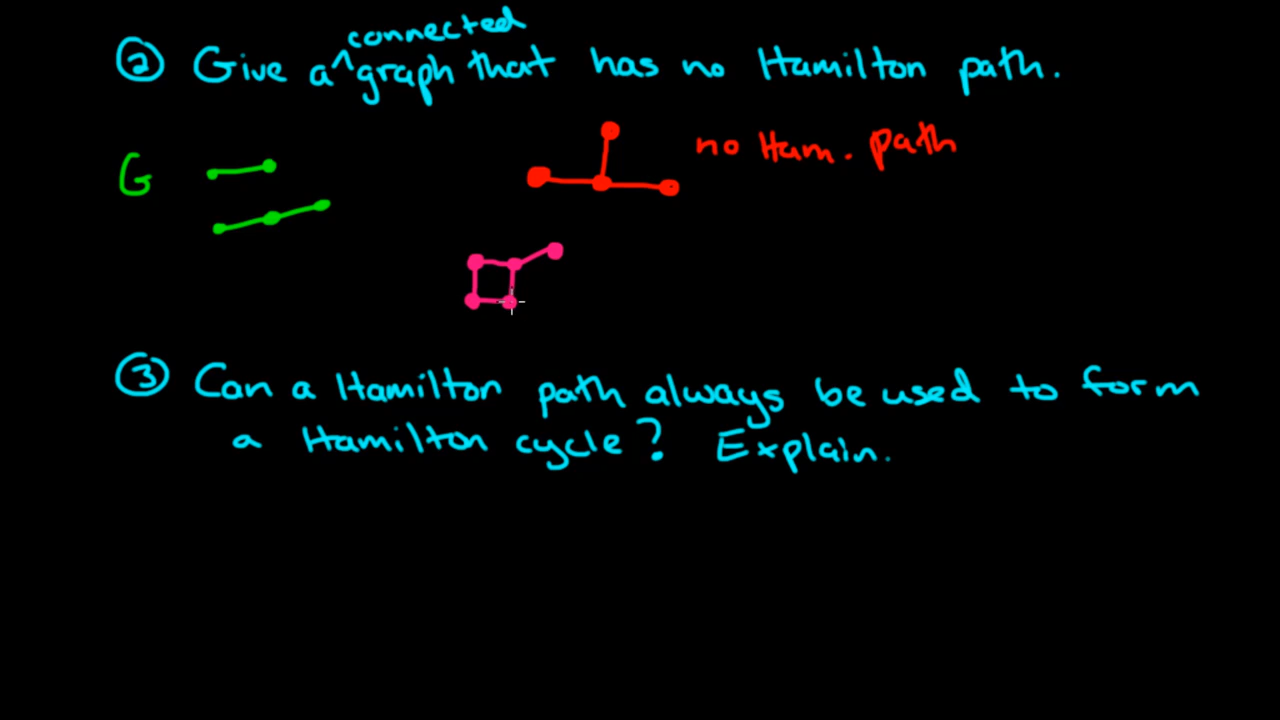 ② Give a ^ connected graph that has no Hamilton path.
G
no Ham. path
③ Can a Hamilton path always be used to form
a Hamilton cycle? Explain.